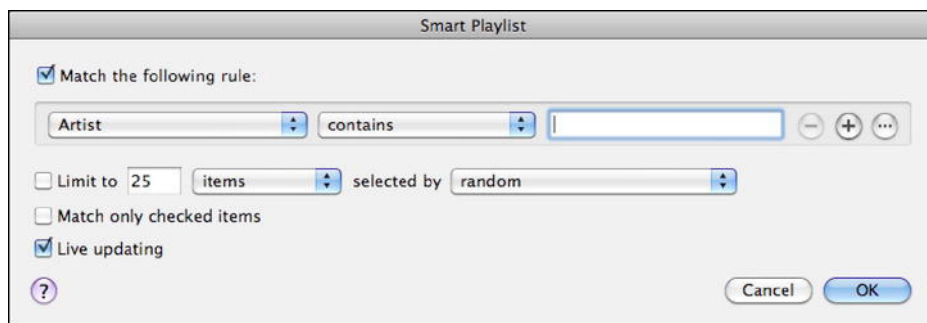 Smart Playlist
Match the following rule:
Artist contains
Limit to 25 items selected by random
Match only checked items
Live updating
? Cancel OK